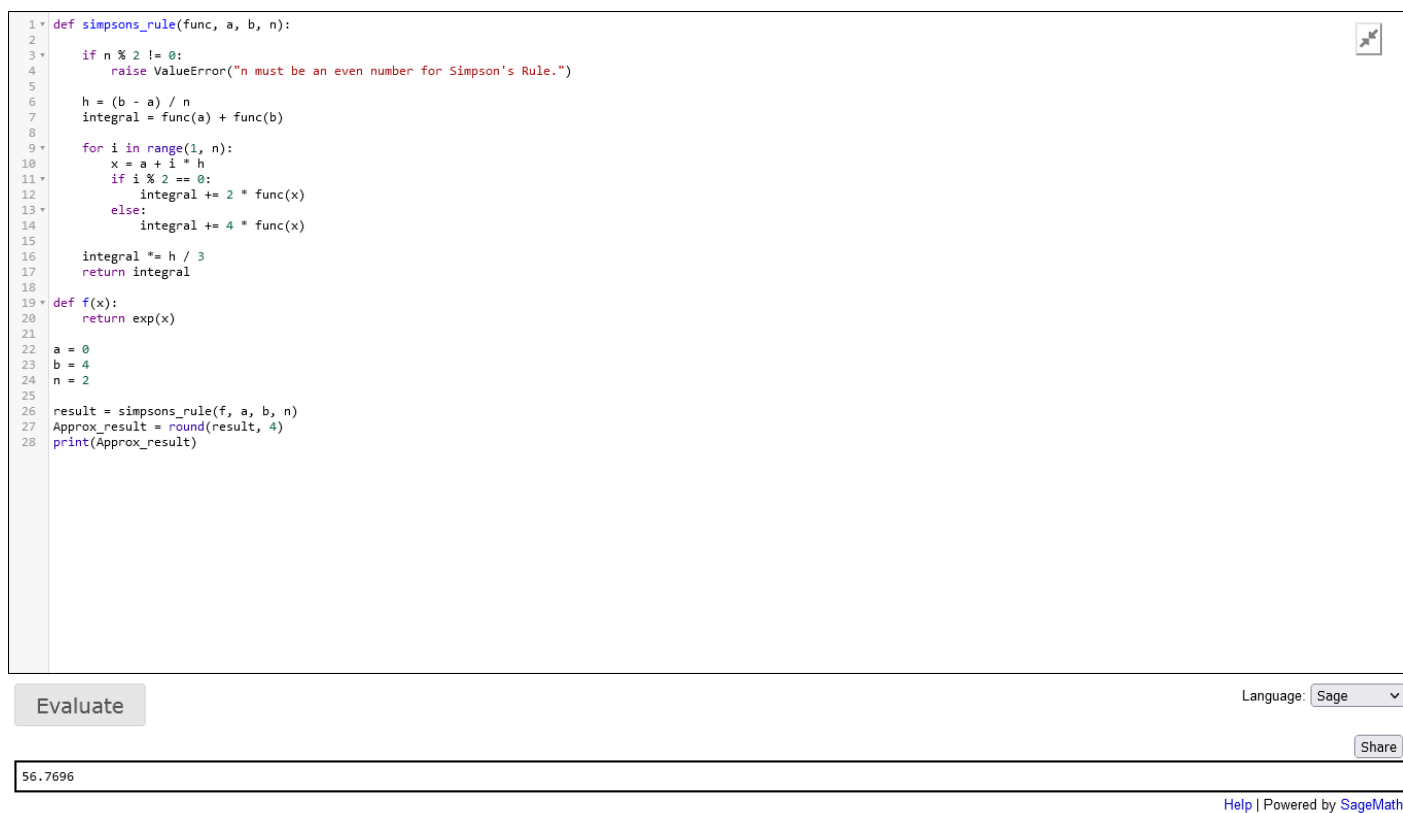 1 def simpsons_rule(func, a, b, n):
2
3     if n % 2 != 0:
4         raise ValueError("n must be an even number for Simpson's Rule.")
5
6     h = (b - a) / n
7     integral = func(a) + func(b)
8
9     for i in range(1, n):
10         x = a + i * h
11         if i % 2 == 0:
12             integral += 2 * func(x)
13         else:
14             integral += 4 * func(x)
15
16     integral *= h / 3
17     return integral
18
19 def f(x):
20     return exp(x)
21
22 a = 0
23 b = 4
24 n = 2
25
26 result = simpsons_rule(f, a, b, n)
27 Approx_result = round(result, 4)
28 print(Approx_result)
Evaluate
Language: Sage
Share
56.7696
Help | Powered by SageMath